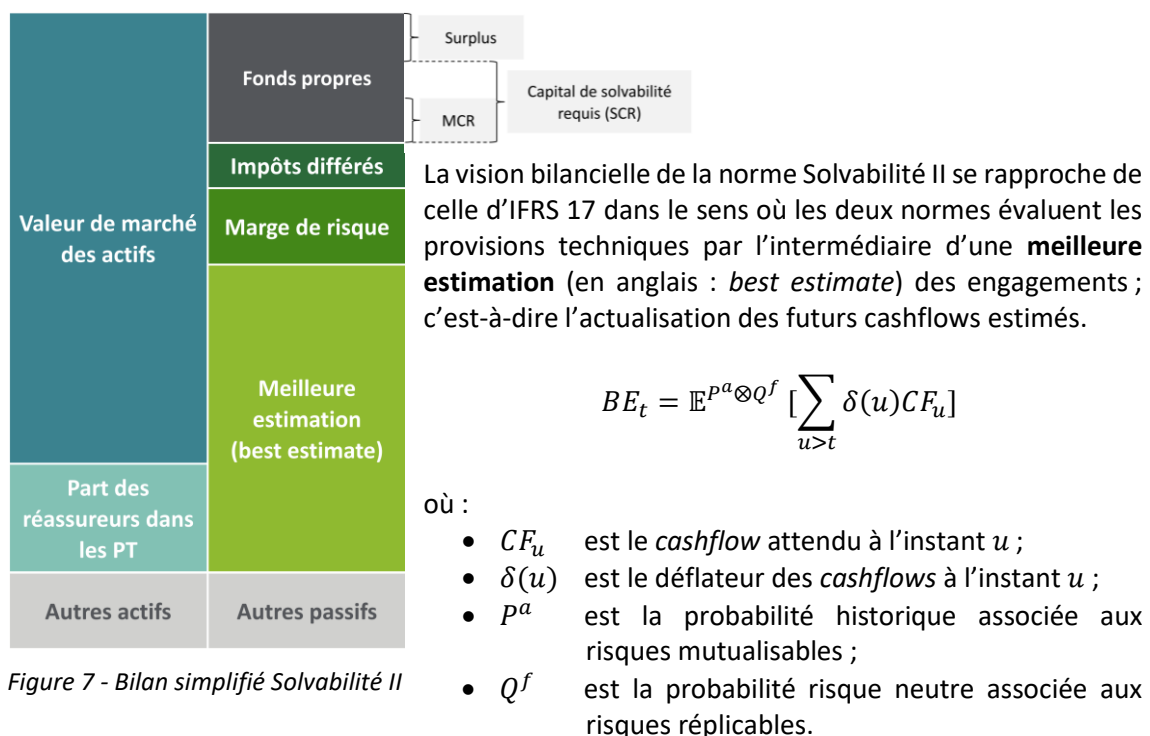 Valeur de marché
des actifs
Part des
réassureurs dans
les PT
Autres actifs
Fonds propres
Impôts différés
Marge de risque
Meilleure
estimation
(best estimate)
Autres passifs
Surplus
MCR
Capital de solvabilité
requis (SCR)
Figure 7 - Bilan simplifié Solvabilité II
La vision bilancielle de la norme Solvabilité II se rapproche de
celle d’IFRS 17 dans le sens où les deux normes évaluent les
provisions techniques par l’intermédiaire d’une meilleure
estimation (en anglais : best estimate) des engagements ;
c’est-à-dire l’actualisation des futurs cashflows estimés.
BE_t = 𝔼^{P^a⊗Q^f} [∑_{u>t} δ(u)CF_u]
où :
• CF_u est le cashflow attendu à l’instant u ;
• δ(u) est le déflateur des cashflows à l’instant u ;
• P^a est la probabilité historique associée aux
risques mutualisables ;
• Q^f est la probabilité risque neutre associée aux
risques réplicables.